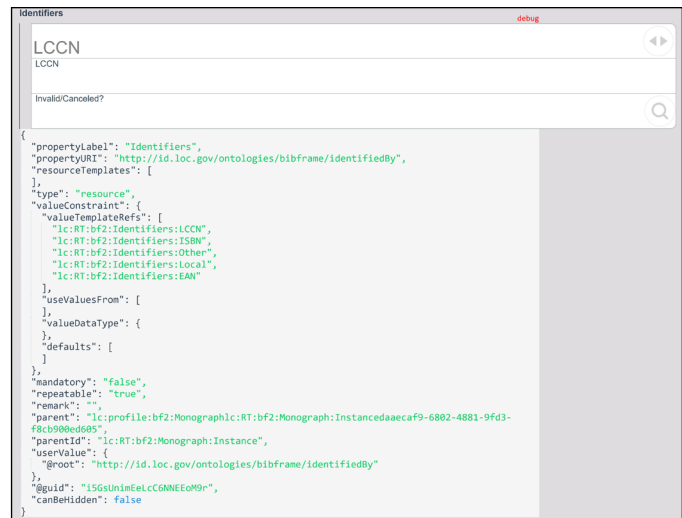 Identifiers
debug
LCCN
LCCN
Invalid/Canceled?
{
"propertyLabel": "Identifiers",
"propertyURI": "http://id.loc.gov/ontologies/bibframe/identifiedBy",
"resourceTemplates": [
],
"type": "resource",
"valueConstraint": {
"valueTemplateRefs": [
"lc:RT:bf2:Identifiers:LCCN",
"lc:RT:bf2:Identifiers:ISBN",
"lc:RT:bf2:Identifiers:Other",
"lc:RT:bf2:Identifiers:Local",
"lc:RT:bf2:Identifiers:EAN"
],
"useValuesFrom": [
],
"valueDataType": {
},
"defaults": [
]
},
"mandatory": "false",
"repeatable": "true",
"remark": "",
"parent": "lc:profile:bf2:Monographlc:RT:bf2:Monograph:Instancedaaecaf9-6802-4881-9fd3-
f8cb900ed605",
"parentId": "lc:RT:bf2:Monograph:Instance",
"userValue": {
"@root": "http://id.loc.gov/ontologies/bibframe/identifiedBy"
},
"@guid": "i5GsUnimEeLcC6NNEEoM9r",
"canBeHidden": false
}